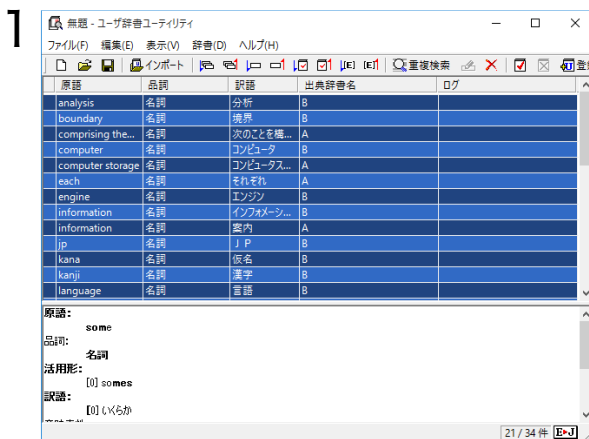 1
無題 - ユーザ辞書ユーティリティ
ファイル(F) 編集(E) 表示(V) 辞書(D) ヘルプ(H)
インポート 重複検索
原語 品詞 訳語 出典辞書名 ログ
analysis 名詞 分析 B
boundary 名詞 境界 B
comprising the... 名詞 次のことを構... A
computer 名詞 コンピュータ B
computer storage 名詞 コンピュータス... A
each 名詞 それぞれ A
engine 名詞 エンジン B
information 名詞 インフォメーシ... B
information 名詞 案内 A
jp 名詞 ＪＰ B
kana 名詞 仮名 B
kanji 名詞 漢字 B
language 名詞 言語 B
原語:
some
品詞:
名詞
活用形:
[0] somes
訳語:
[0] いくらか
21 / 34 件 E▸J